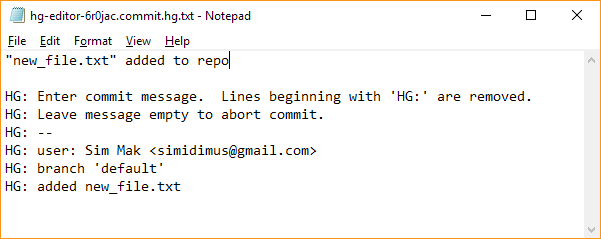 hg-editor-6r0jac.commit.hg.txt - Notepad
File Edit Format View Help
"new_file.txt" added to repo
HG: Enter commit message.  Lines beginning with 'HG:' are removed.
HG: Leave message empty to abort commit.
HG: --
HG: user: Sim Mak <simidimus@gmail.com>
HG: branch 'default'
HG: added new_file.txt